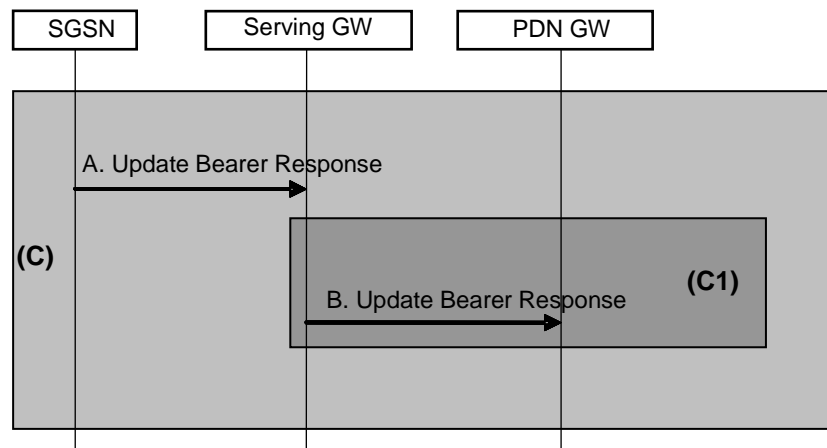 SGSN
Serving GW
PDN GW
A. Update Bearer Response
(C)
(C1)
B. Update Bearer Response